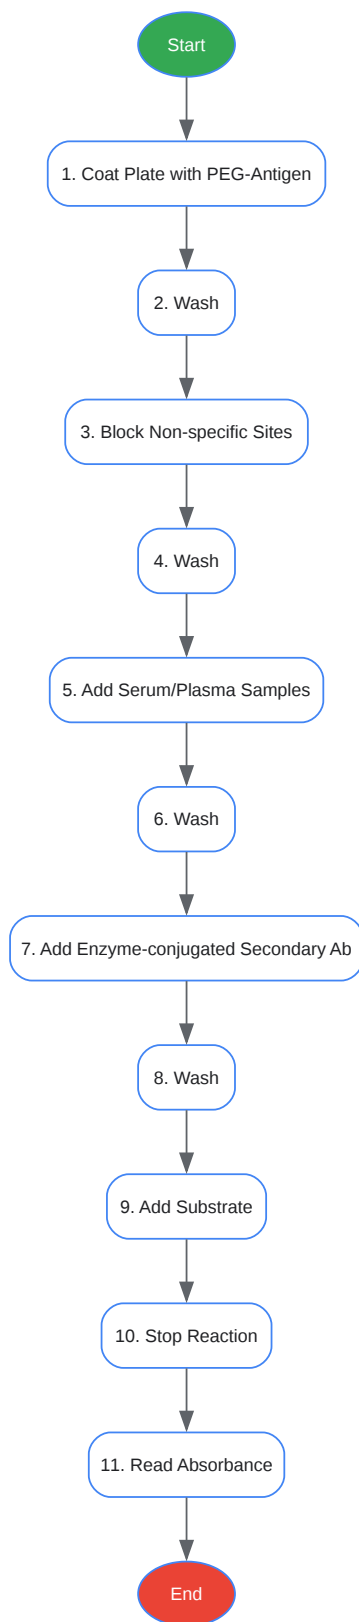 Start
1. Coat Plate with PEG-Antigen
2. Wash
3. Block Non-specific Sites
4. Wash
5. Add Serum/Plasma Samples
6. Wash
7. Add Enzyme-conjugated Secondary Ab
8. Wash
9. Add Substrate
10. Stop Reaction
11. Read Absorbance
End